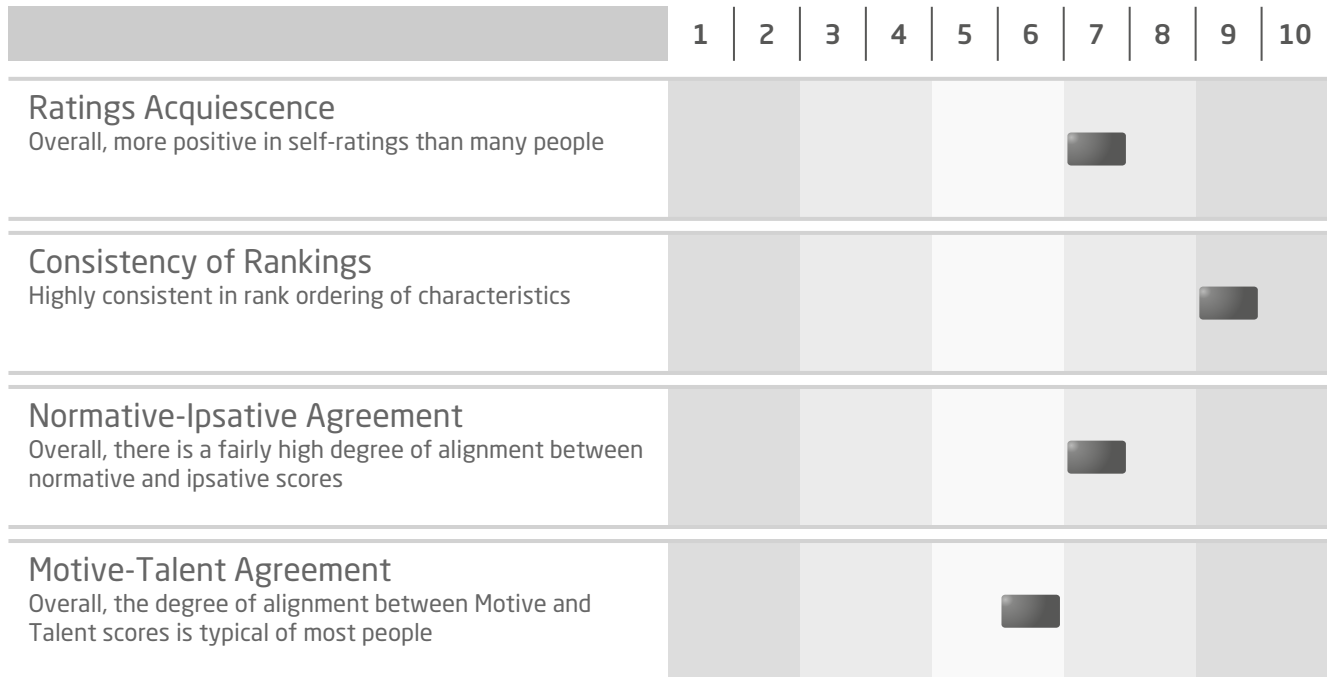 1 2 3 4 5 6 7 8 9 10
Ratings Acquiescence
Overall, more positive in self-ratings than many people
Consistency of Rankings
Highly consistent in rank ordering of characteristics
Normative-Ipsative Agreement
Overall, there is a fairly high degree of alignment between
normative and ipsative scores
Motive-Talent Agreement
Overall, the degree of alignment between Motive and
Talent scores is typical of most people